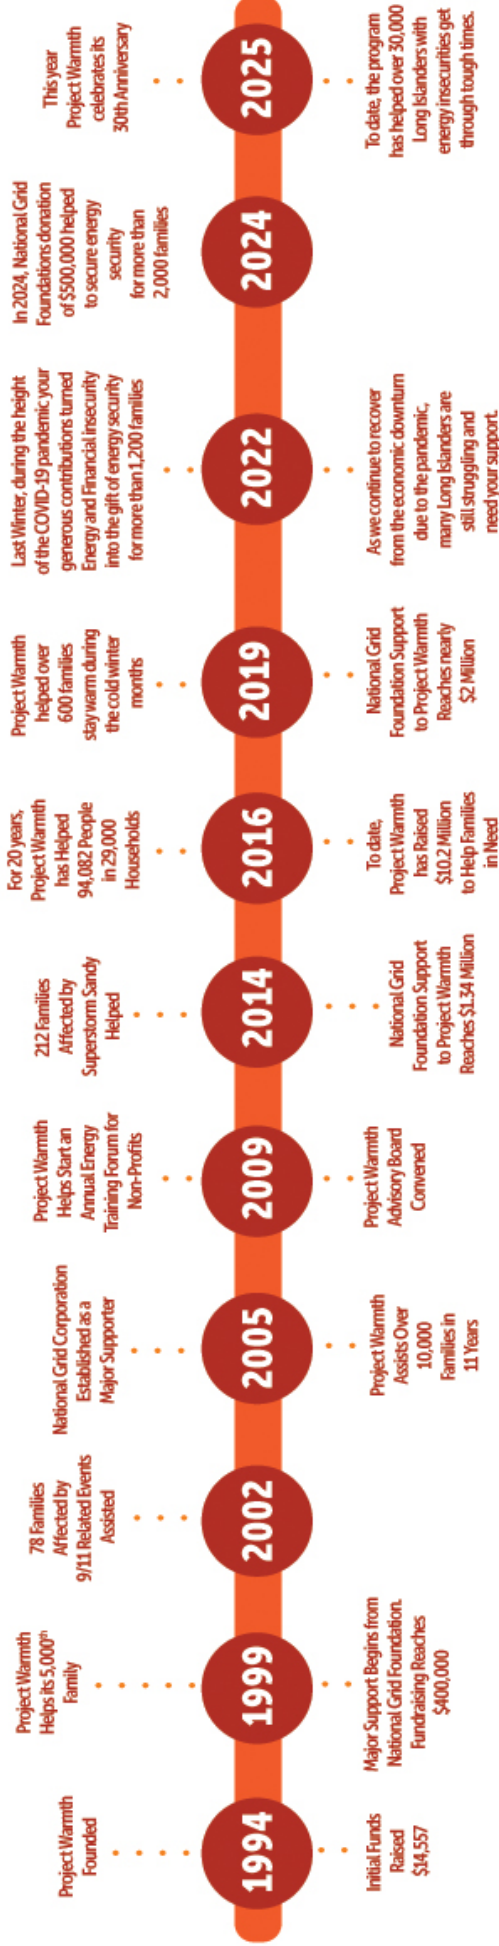 Project Warmth
Founded
1994
Initial Funds
Raised
$14,557
Project Warmth
Helps its 5,000th
Family
1999
Major Support Begins from
National Grid Foundation.
Fundraising Reaches
$400,000
78 Families
Affected by
9/11 Related Events
Assisted
2002
National Grid Corporation
Established as a
Major Supporter
2005
Project Warmth
Assists Over
10,000
Families in
11 Years
Project Warmth
Helps Start an
Annual Energy
Training Forum for
Non-Profits
2009
Project Warmth
Advisory Board
Convened
212 Families
Affected by
Superstorm Sandy
Helped
2014
National Grid
Foundation Support
to Project Warmth
Reaches $1.34 Million
For 20 years,
Project Warmth
has Helped
94,082 People
in 29,000
Households
2016
To date,
Project Warmth
has Raised
$10.2 Million
to Help Families
in Need
Project Warmth
helped over
600 families
stay warm during
the cold winter
months
2019
National Grid
Foundation Support
to Project Warmth
Reaches nearly
$2 Million
Last Winter, during the height
of the COVID-19 pandemic your
generous contributions turned
Energy and Financial insecurity
into the gift of energy security
for more than 1,200 families
2022
As we continue to recover
from the economic downturn
due to the pandemic,
many Long Islanders are
still struggling and
need your support.
In 2024, National Grid
Foundations donation
of $500,000 helped
to secure energy
security
for more than
2,000 families
2024
This year
Project Warmth
celebrates its
30th Anniversary
2025
To date, the program
has helped over 30,000
Long Islanders with
energy insecurities get
through tough times.